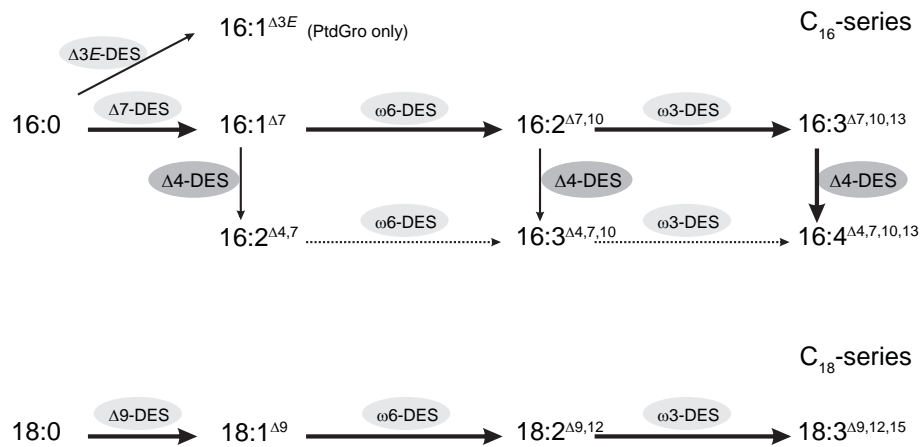 16:1Δ3E (PtdGro only)
C16-series
Δ3E-DES
Δ7-DES ω6-DES ω3-DES
16:0 16:1Δ7 16:2Δ7,10 16:3Δ7,10,13
Δ4-DES Δ4-DES Δ4-DES
ω6-DES ω3-DES
16:2Δ4,7 16:3Δ4,7,10 16:4Δ4,7,10,13
C18-series
Δ9-DES ω6-DES ω3-DES
18:0 18:1Δ9 18:2Δ9,12 18:3Δ9,12,15